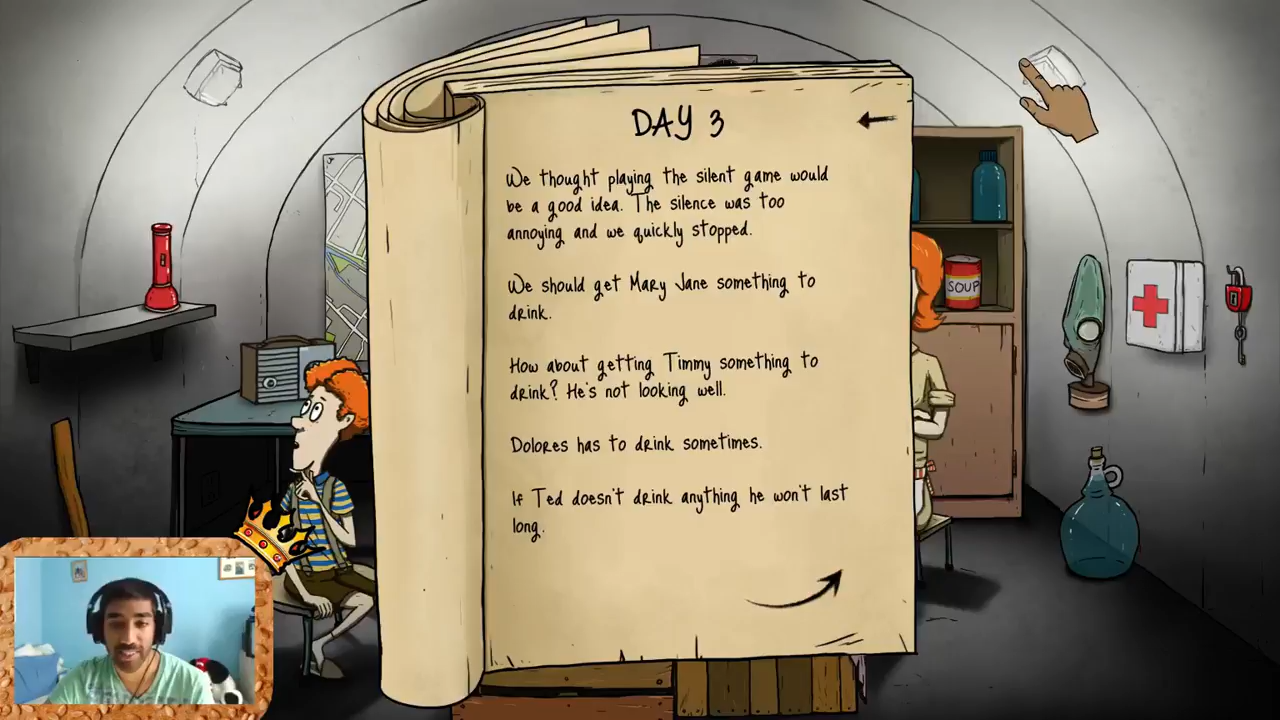 DAY 3
We thought playing the silent game would
be a good idea. The silence was too
annoying and we quickly stopped.
We should get Mary Jane something to
drink.
How about getting Timmy something to
drink? He's not looking well.
Dolores has to drink sometimes.
If Ted doesn't drink anything he won't last
long.
SOUP